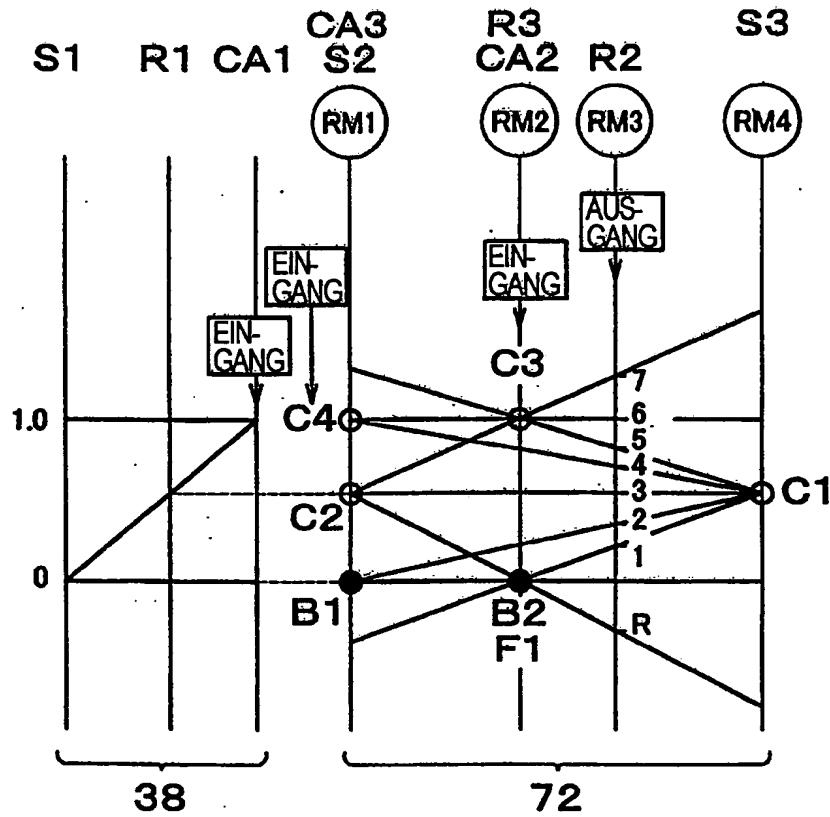 CA3 R3 S3
S1 R1 CA1 S2 CA2 R2
RM1 RM2 RM3 RM4
AUS-
GANG
EIN-
GANG
EIN-
GANG
EIN-
GANG
C3
7
1.0 C4 6
5
4
C2 3 C1
2
0 1
B1 B2 R
F1
38 72